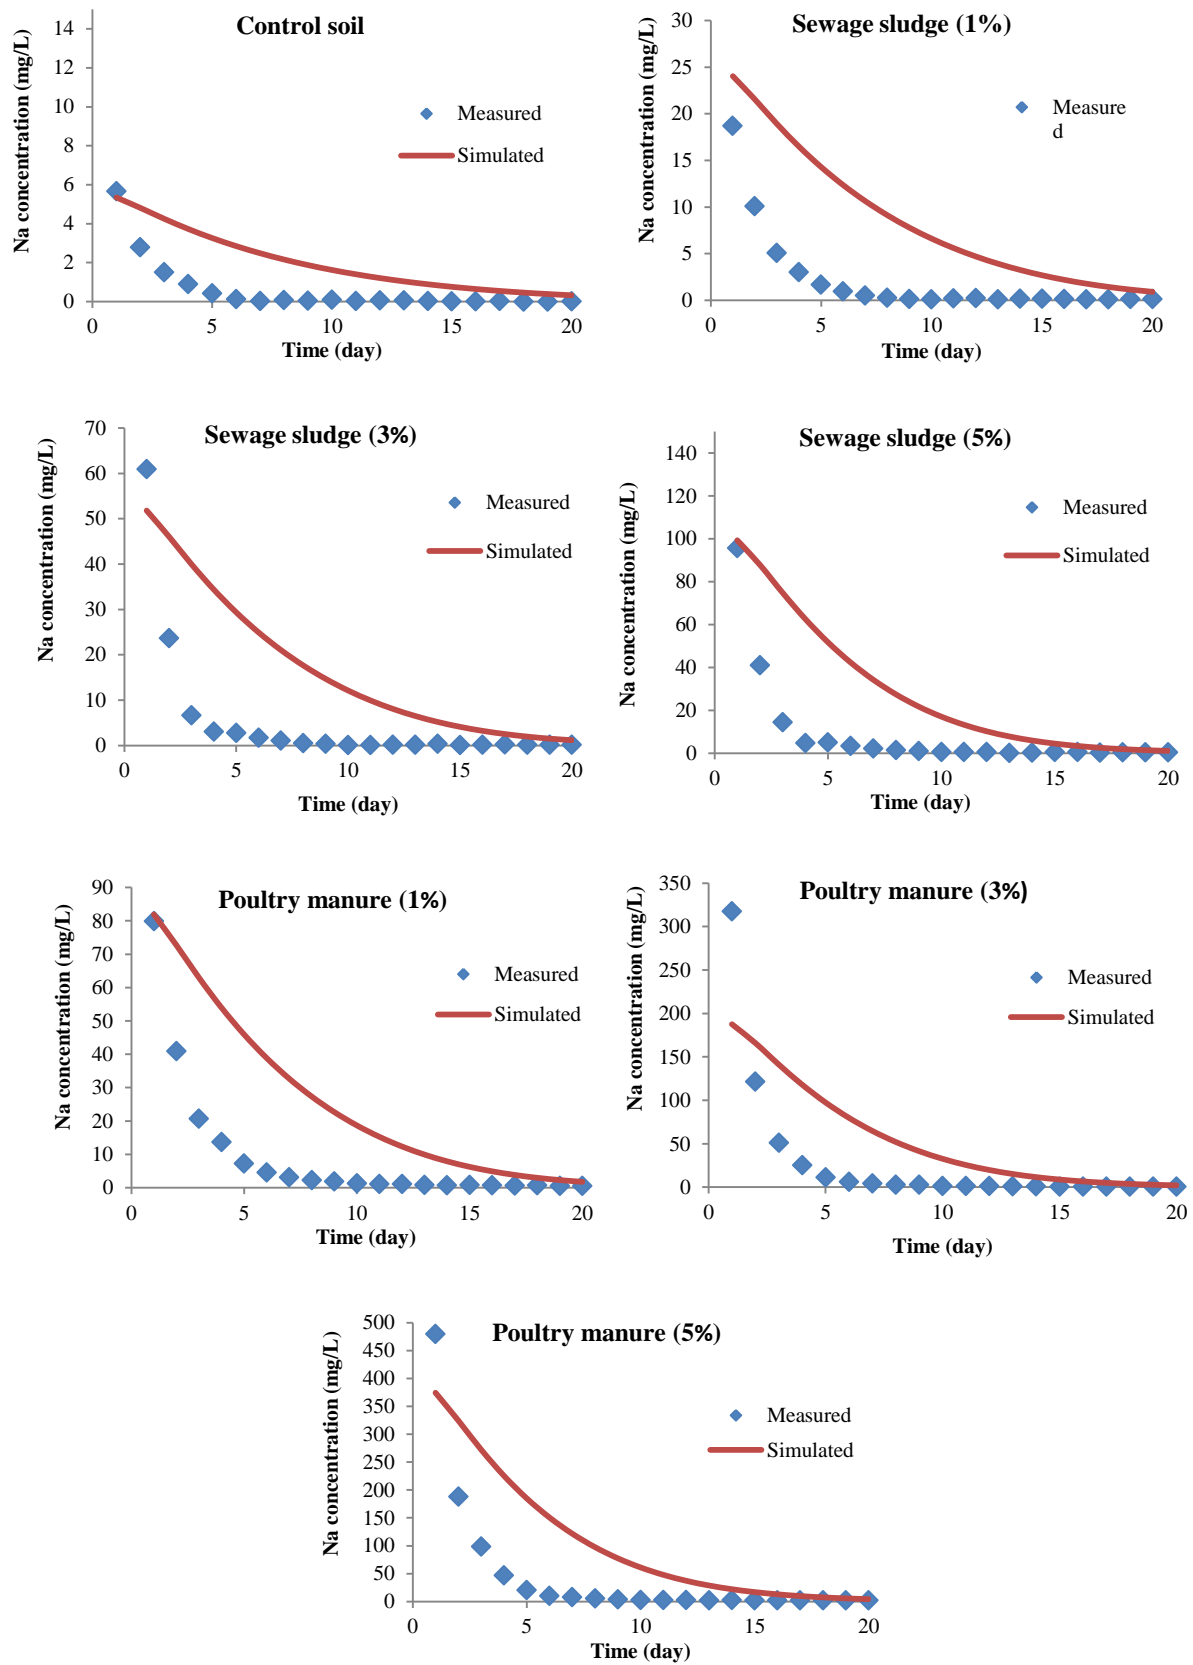 Control soil
Na concentration (mg/L)
14
12
10
8
6
4
2
0
0 5 10 15 20
Time (day)
Measured
Simulated
Sewage sludge (1%)
Na concentration (mg/L)
30
25
20
15
10
5
0
0 5 10 15 20
Time (day)
Measure
d
Sewage sludge (3%)
Na concentration (mg/L)
70
60
50
40
30
20
10
0
0 5 10 15 20
Time (day)
Measured
Simulated
Sewage sludge (5%)
Na concentration (mg/L)
140
120
100
80
60
40
20
0
0 5 10 15 20
Time (day)
Measured
Simulated
Poultry manure (1%)
Na concentration (mg/L)
90
80
70
60
50
40
30
20
10
0
0 5 10 15 20
Time (day)
Measured
Simulated
Poultry manure (3%)
Na concentration (mg/L)
350
300
250
200
150
100
50
0
0 5 10 15 20
Time (day)
Measured
Simulated
Poultry manure (5%)
Na concentration (mg/L)
500
450
400
350
300
250
200
150
100
50
0
0 5 10 15 20
Time (day)
Measured
Simulated